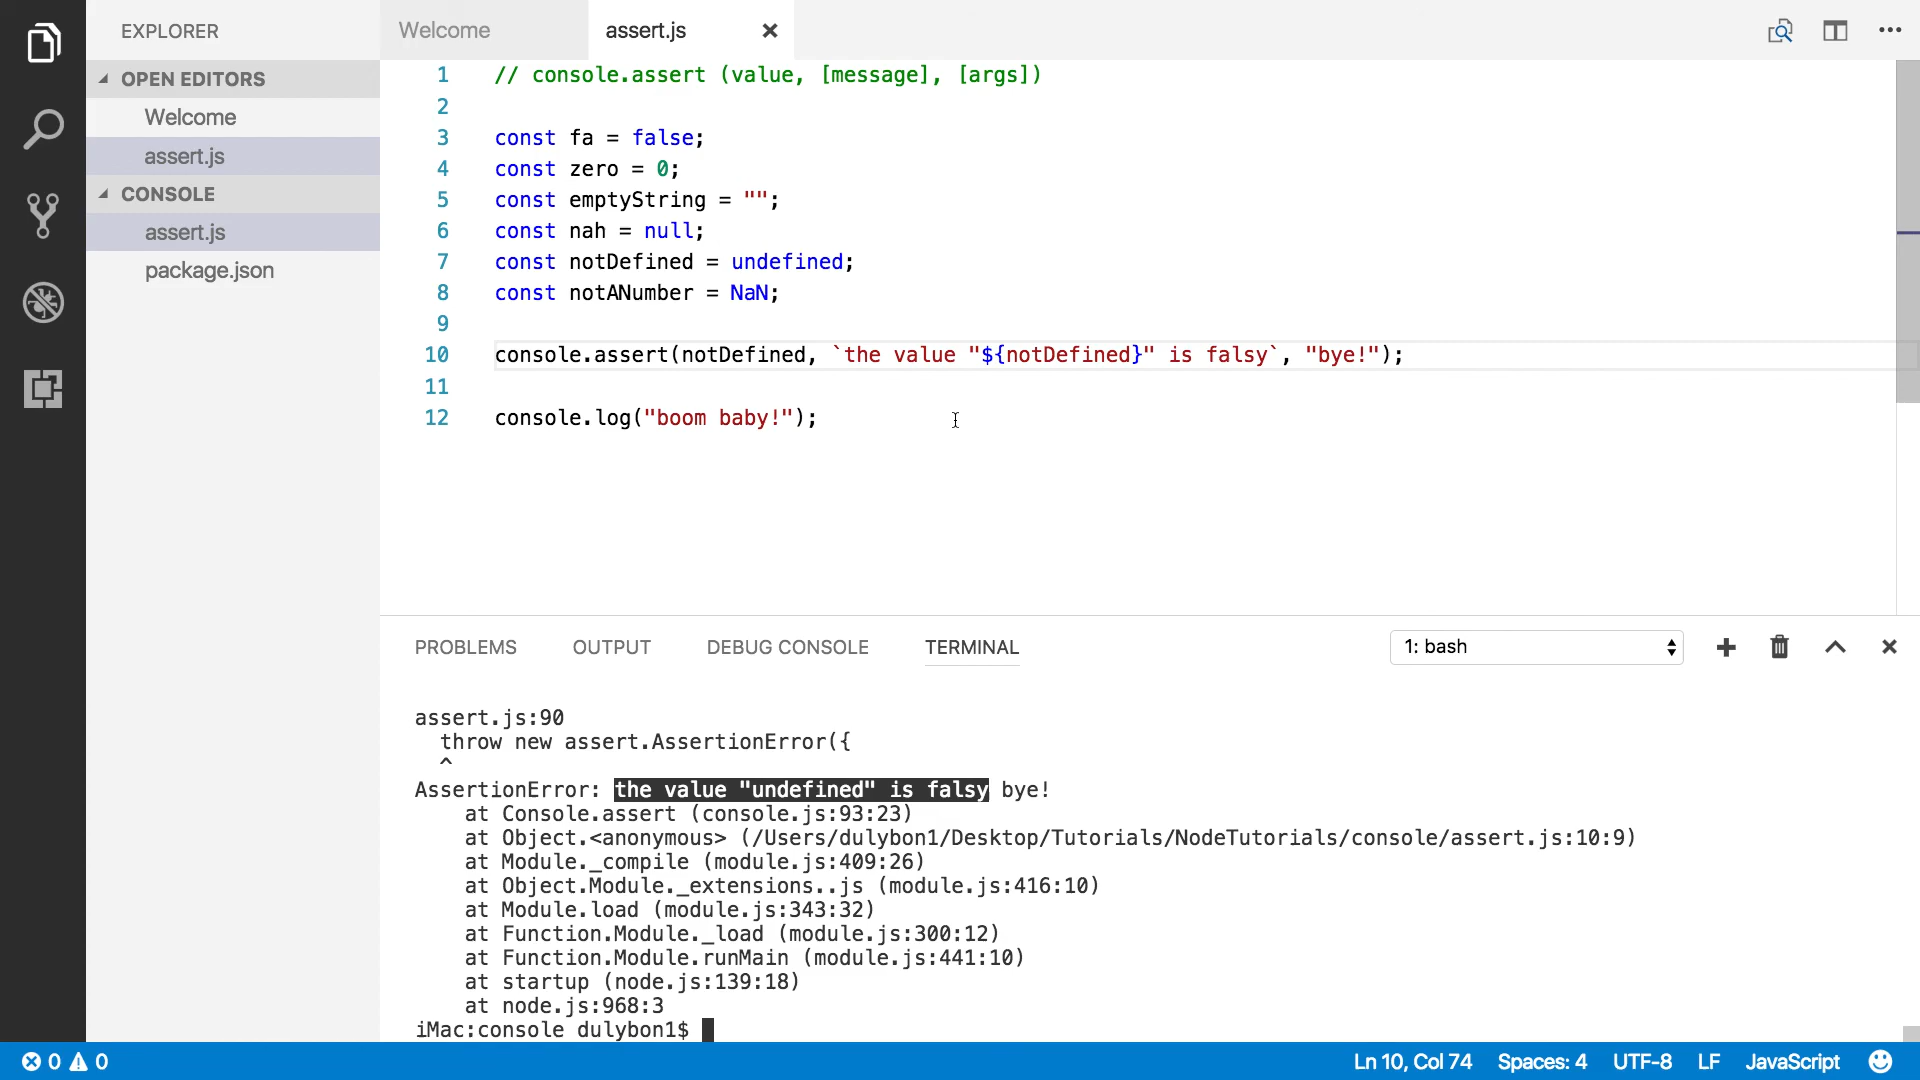 EXPLORER
OPEN EDITORS
Welcome
assert.js
CONSOLE
assert.js
package.json
Welcome
assert.js
1 // console.assert (value, [message], [args])
2
3 const fa = false;
4 const zero = 0;
5 const emptyString = "";
6 const nah = null;
7 const notDefined = undefined;
8 const notANumber = NaN;
9
10 console.assert(notDefined, `the value "${notDefined}" is falsy`, "bye!");
11
12 console.log("boom baby!");
PROBLEMS OUTPUT DEBUG CONSOLE TERMINAL 1: bash
assert.js:90
throw new assert.AssertionError({
^
AssertionError: the value "undefined" is falsy bye!
at Console.assert (console.js:93:23)
at Object.<anonymous> (/Users/dulybon1/Desktop/Tutorials/NodeTutorials/console/assert.js:10:9)
at Module._compile (module.js:409:26)
at Object.Module._extensions..js (module.js:416:10)
at Module.load (module.js:343:32)
at Function.Module._load (module.js:300:12)
at Function.Module.runMain (module.js:441:10)
at startup (node.js:139:18)
at node.js:968:3
iMac:console dulybon1$
0 0 Ln 10, Col 74 Spaces: 4 UTF-8 LF JavaScript